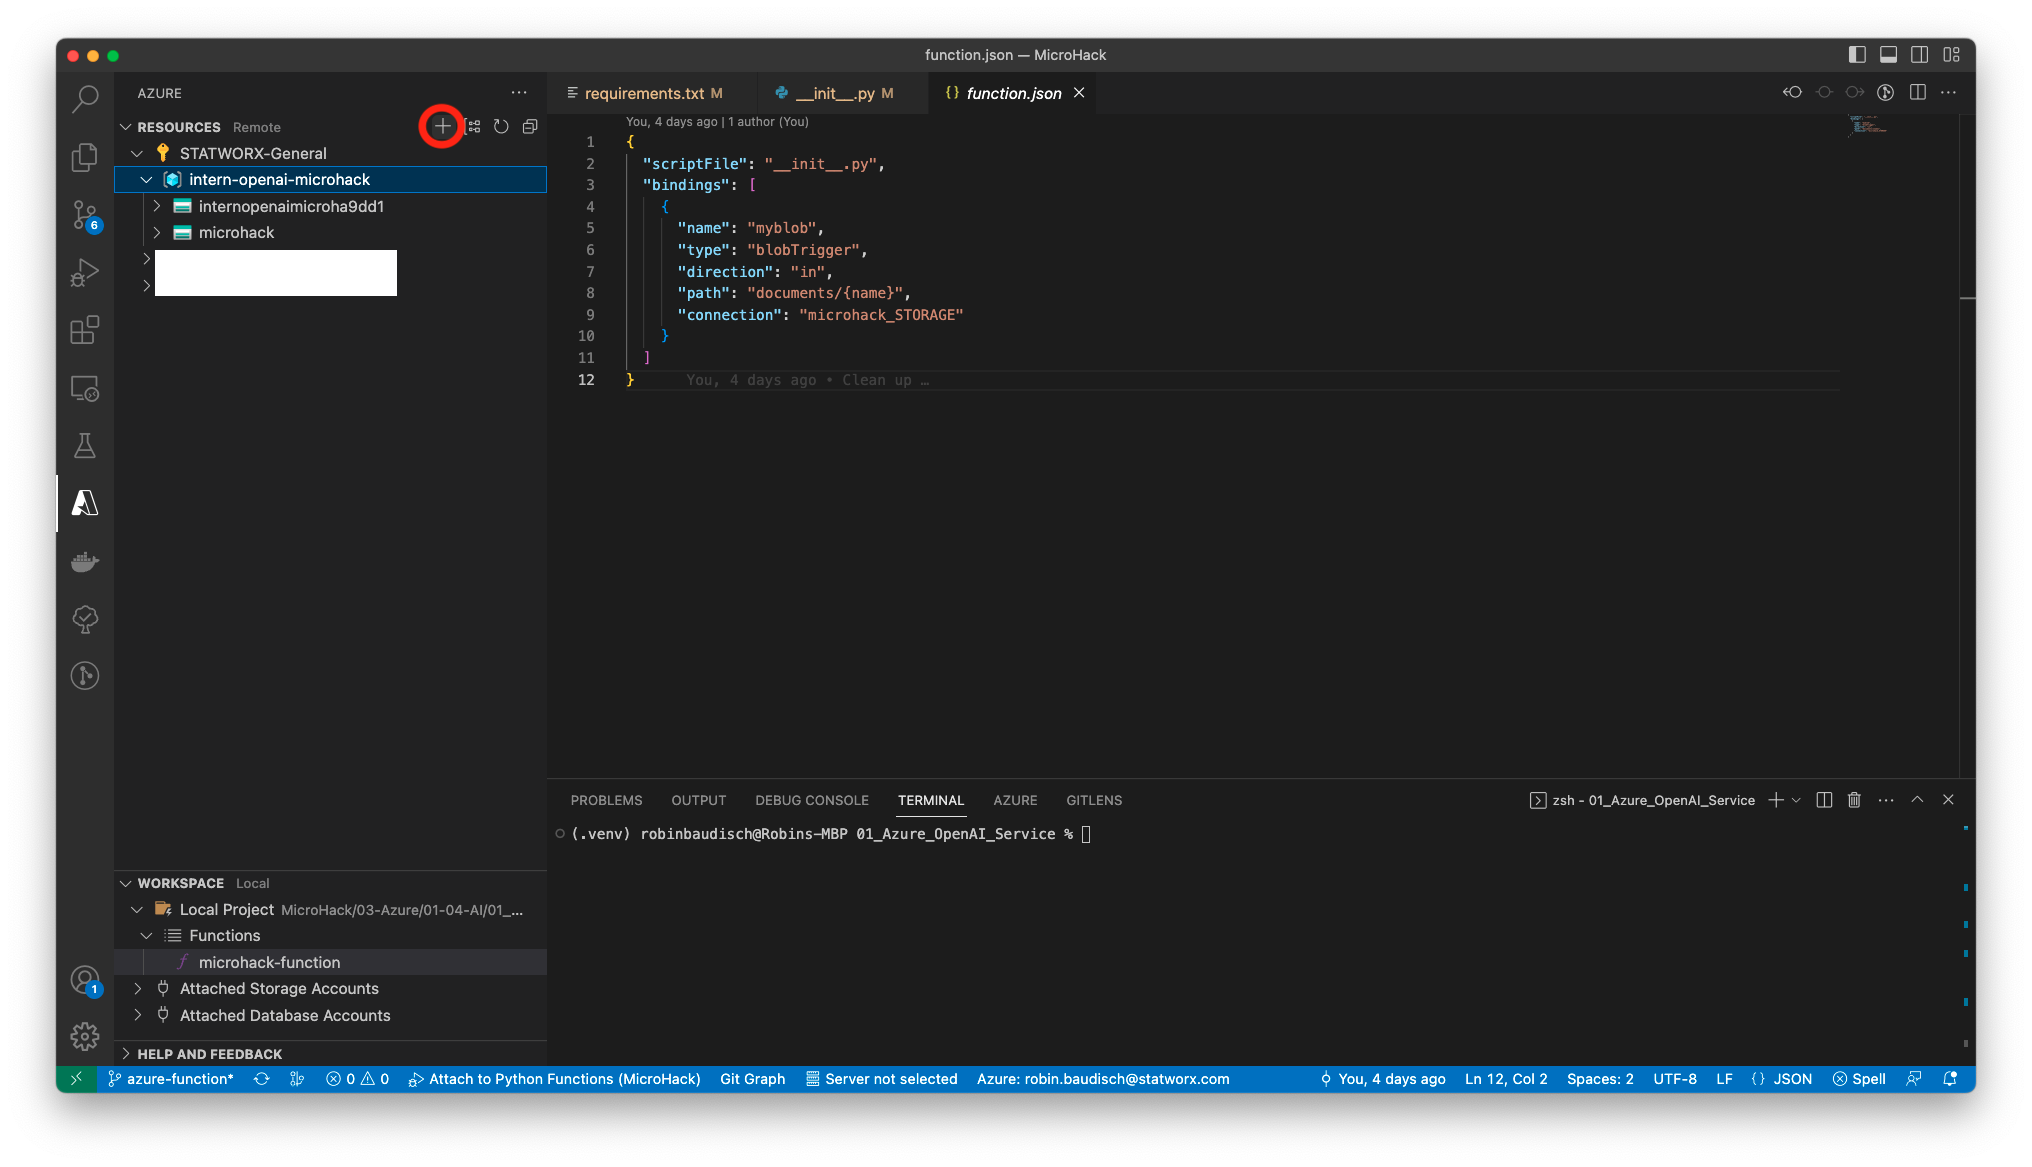 function.json — MicroHack
AZURE
requirements.txt M
__init__.py M
{} function.json
RESOURCES Remote
STATWORX-General
intern-openai-microhack
internopenaimicroha9dd1
microhack
You, 4 days ago | 1 author (You)
1 {
2 "scriptFile": "__init__.py",
3 "bindings": [
4 {
5 "name": "myblob",
6 "type": "blobTrigger",
7 "direction": "in",
8 "path": "documents/{name}",
9 "connection": "microhack_STORAGE"
10 }
11 ]
12 } You, 4 days ago • Clean up …
PROBLEMS OUTPUT DEBUG CONSOLE TERMINAL AZURE GITLENS
zsh - 01_Azure_OpenAI_Service
(.venv) robinbaudisch@Robins-MBP 01_Azure_OpenAI_Service %
WORKSPACE Local
Local Project MicroHack/03-Azure/01-04-AI/01_...
Functions
microhack-function
Attached Storage Accounts
Attached Database Accounts
HELP AND FEEDBACK
6
1
azure-function* 0 0 Attach to Python Functions (MicroHack) Git Graph Server not selected Azure: robin.baudisch@statworx.com You, 4 days ago Ln 12, Col 2 Spaces: 2 UTF-8 LF {} JSON Spell